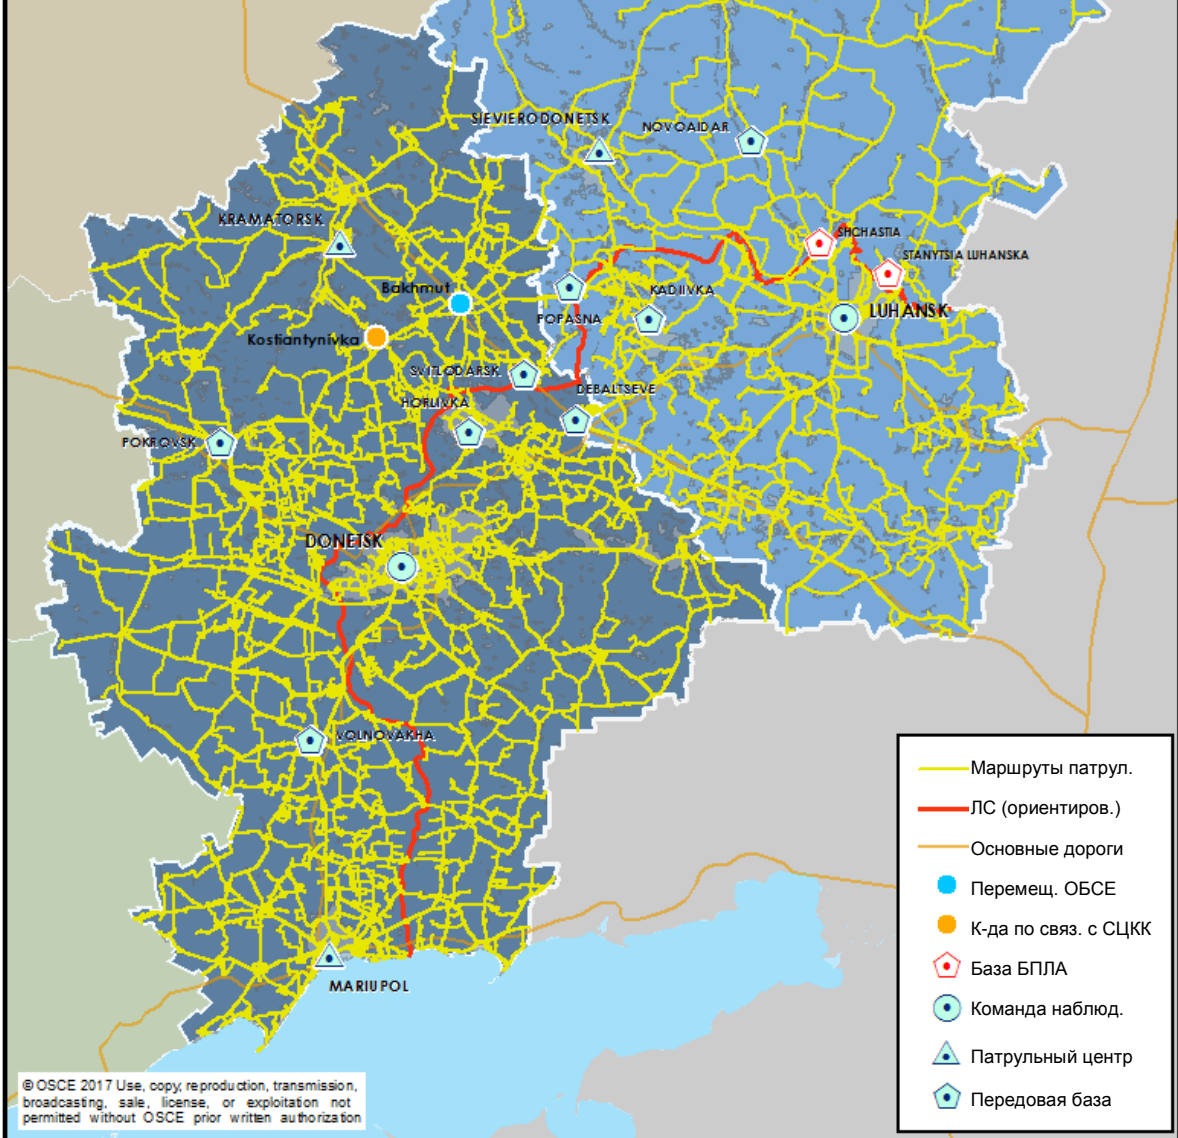 SIEVIERODONETSK
NOVOAIDAR
KRAMATORSK
SHCHASTIA
STANYTSIA LUHANSKA
Bakhmut
KADIIVKA
POPASNA
LUHANSK
Kostiantynivka
SVITLODARSK
DEBALTSEVE
HORLIVKA
POKROVSK
DONETSK
VOLNOVAKHA
MARIUPOL
Маршруты патрул.
ЛС (ориентиров.)
Основные дороги
Перемещ. ОБСЕ
К-да по связ. с СЦКК
База БПЛА
Команда наблюд.
Патрульный центр
Передовая база
© OSCE 2017 Use, copy, reproduction, transmission,
broadcasting, sale, license, or exploitation not
permitted without OSCE prior written authorization